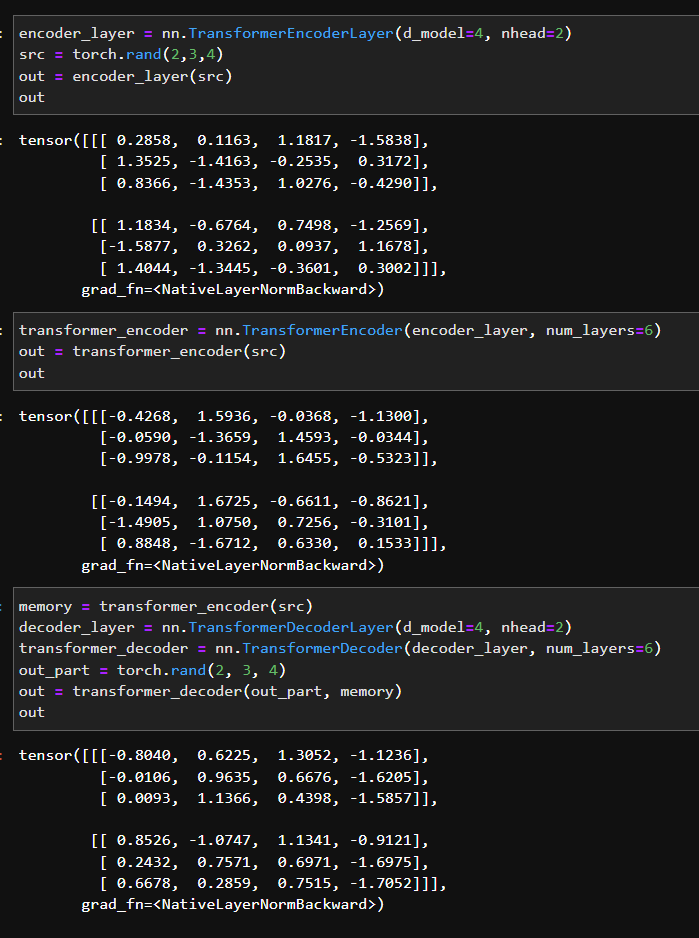 encoder_layer = nn.TransformerEncoderLayer(d_model=4, nhead=2)
src = torch.rand(2,3,4)
out = encoder_layer(src)
out
tensor([[[ 0.2858,  0.1163,  1.1817, -1.5838],
         [ 1.3525, -1.4163, -0.2535,  0.3172],
         [ 0.8366, -1.4353,  1.0276, -0.4290]],
        [[ 1.1834, -0.6764,  0.7498, -1.2569],
         [-1.5877,  0.3262,  0.0937,  1.1678],
         [ 1.4044, -1.3445, -0.3601,  0.3002]]],
       grad_fn=<NativeLayerNormBackward>)
transformer_encoder = nn.TransformerEncoder(encoder_layer, num_layers=6)
out = transformer_encoder(src)
out
tensor([[[-0.4268,  1.5936, -0.0368, -1.1300],
         [-0.0590, -1.3659,  1.4593, -0.0344],
         [-0.9978, -0.1154,  1.6455, -0.5323]],
        [[-0.1494,  1.6725, -0.6611, -0.8621],
         [-1.4905,  1.0750,  0.7256, -0.3101],
         [ 0.8848, -1.6712,  0.6330,  0.1533]]],
       grad_fn=<NativeLayerNormBackward>)
memory = transformer_encoder(src)
decoder_layer = nn.TransformerDecoderLayer(d_model=4, nhead=2)
transformer_decoder = nn.TransformerDecoder(decoder_layer, num_layers=6)
out_part = torch.rand(2, 3, 4)
out = transformer_decoder(out_part, memory)
out
tensor([[[-0.8040,  0.6225,  1.3052, -1.1236],
         [-0.0106,  0.9635,  0.6676, -1.6205],
         [ 0.0093,  1.1366,  0.4398, -1.5857]],
        [[ 0.8526, -1.0747,  1.1341, -0.9121],
         [ 0.2432,  0.7571,  0.6971, -1.6975],
         [ 0.6678,  0.2859,  0.7515, -1.7052]]],
       grad_fn=<NativeLayerNormBackward>)